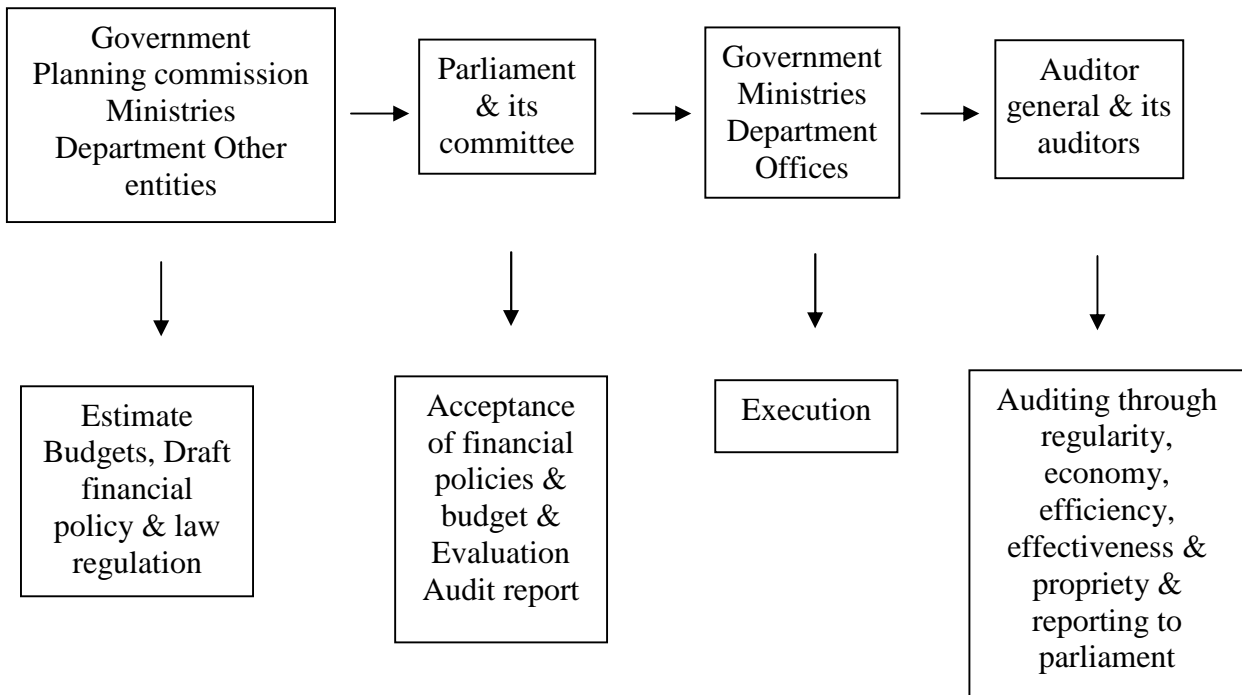 Government
Planning commission
Ministries
Department Other
entities
Parliament
& its
committee
Government
Ministries
Department
Offices
Auditor
general & its
auditors
Estimate
Budgets, Draft
financial
policy & law
regulation
Acceptance
of financial
policies &
budget &
Evaluation
Audit report
Execution
Auditing through
regularity,
economy,
efficiency,
effectiveness &
propriety &
reporting to
parliament